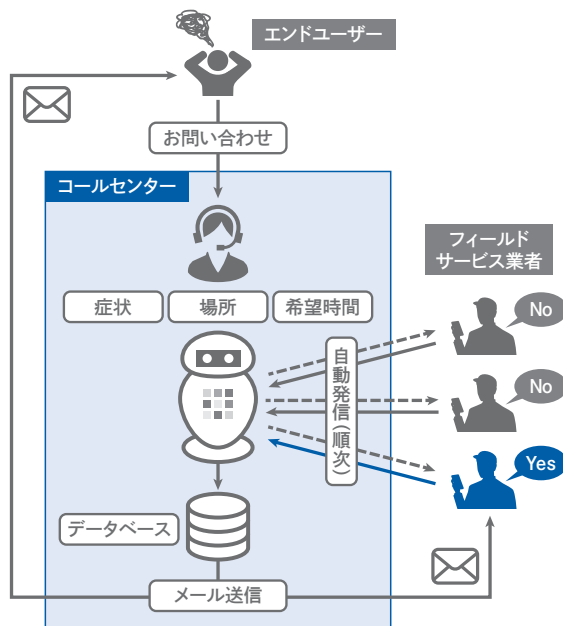 エンドユーザー
お問い合わせ
コールセンター
フィールド
サービス業者
症状
場所
希望時間
自動発信(順次)
No
No
Yes
データベース
メール送信